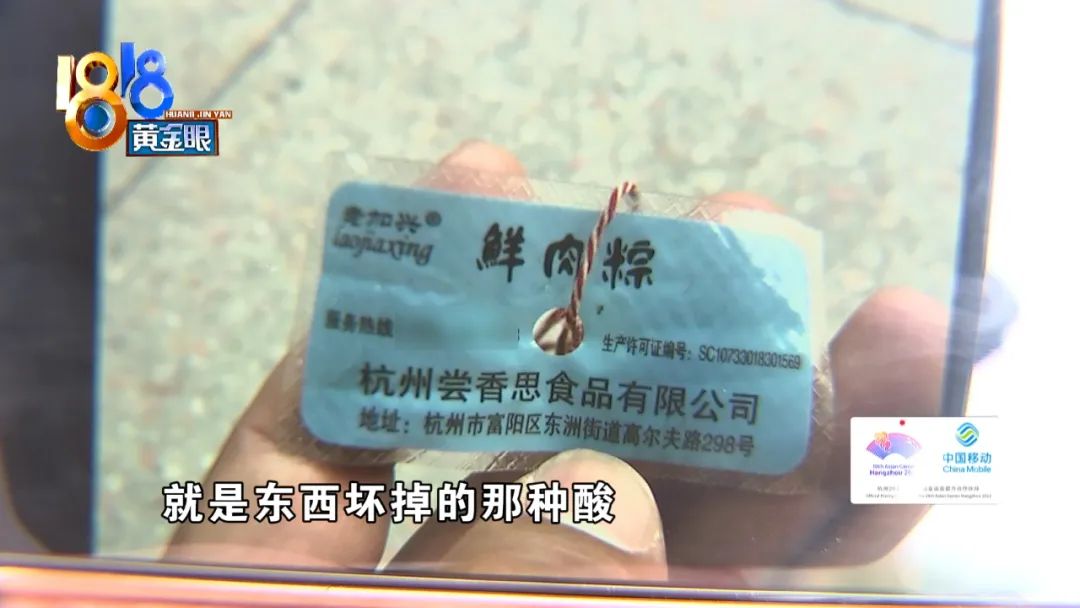 1818
HUANG JIN YAN
黄金眼
老加兴®
laojiaxing
鲜肉粽
服务热线
生产许可证编号：SC10733018301569
杭州尝香思食品有限公司
地址：杭州市富阳区东洲街道高尔夫路298号
中国移动
China Mobile
就是东西坏掉的那种酸